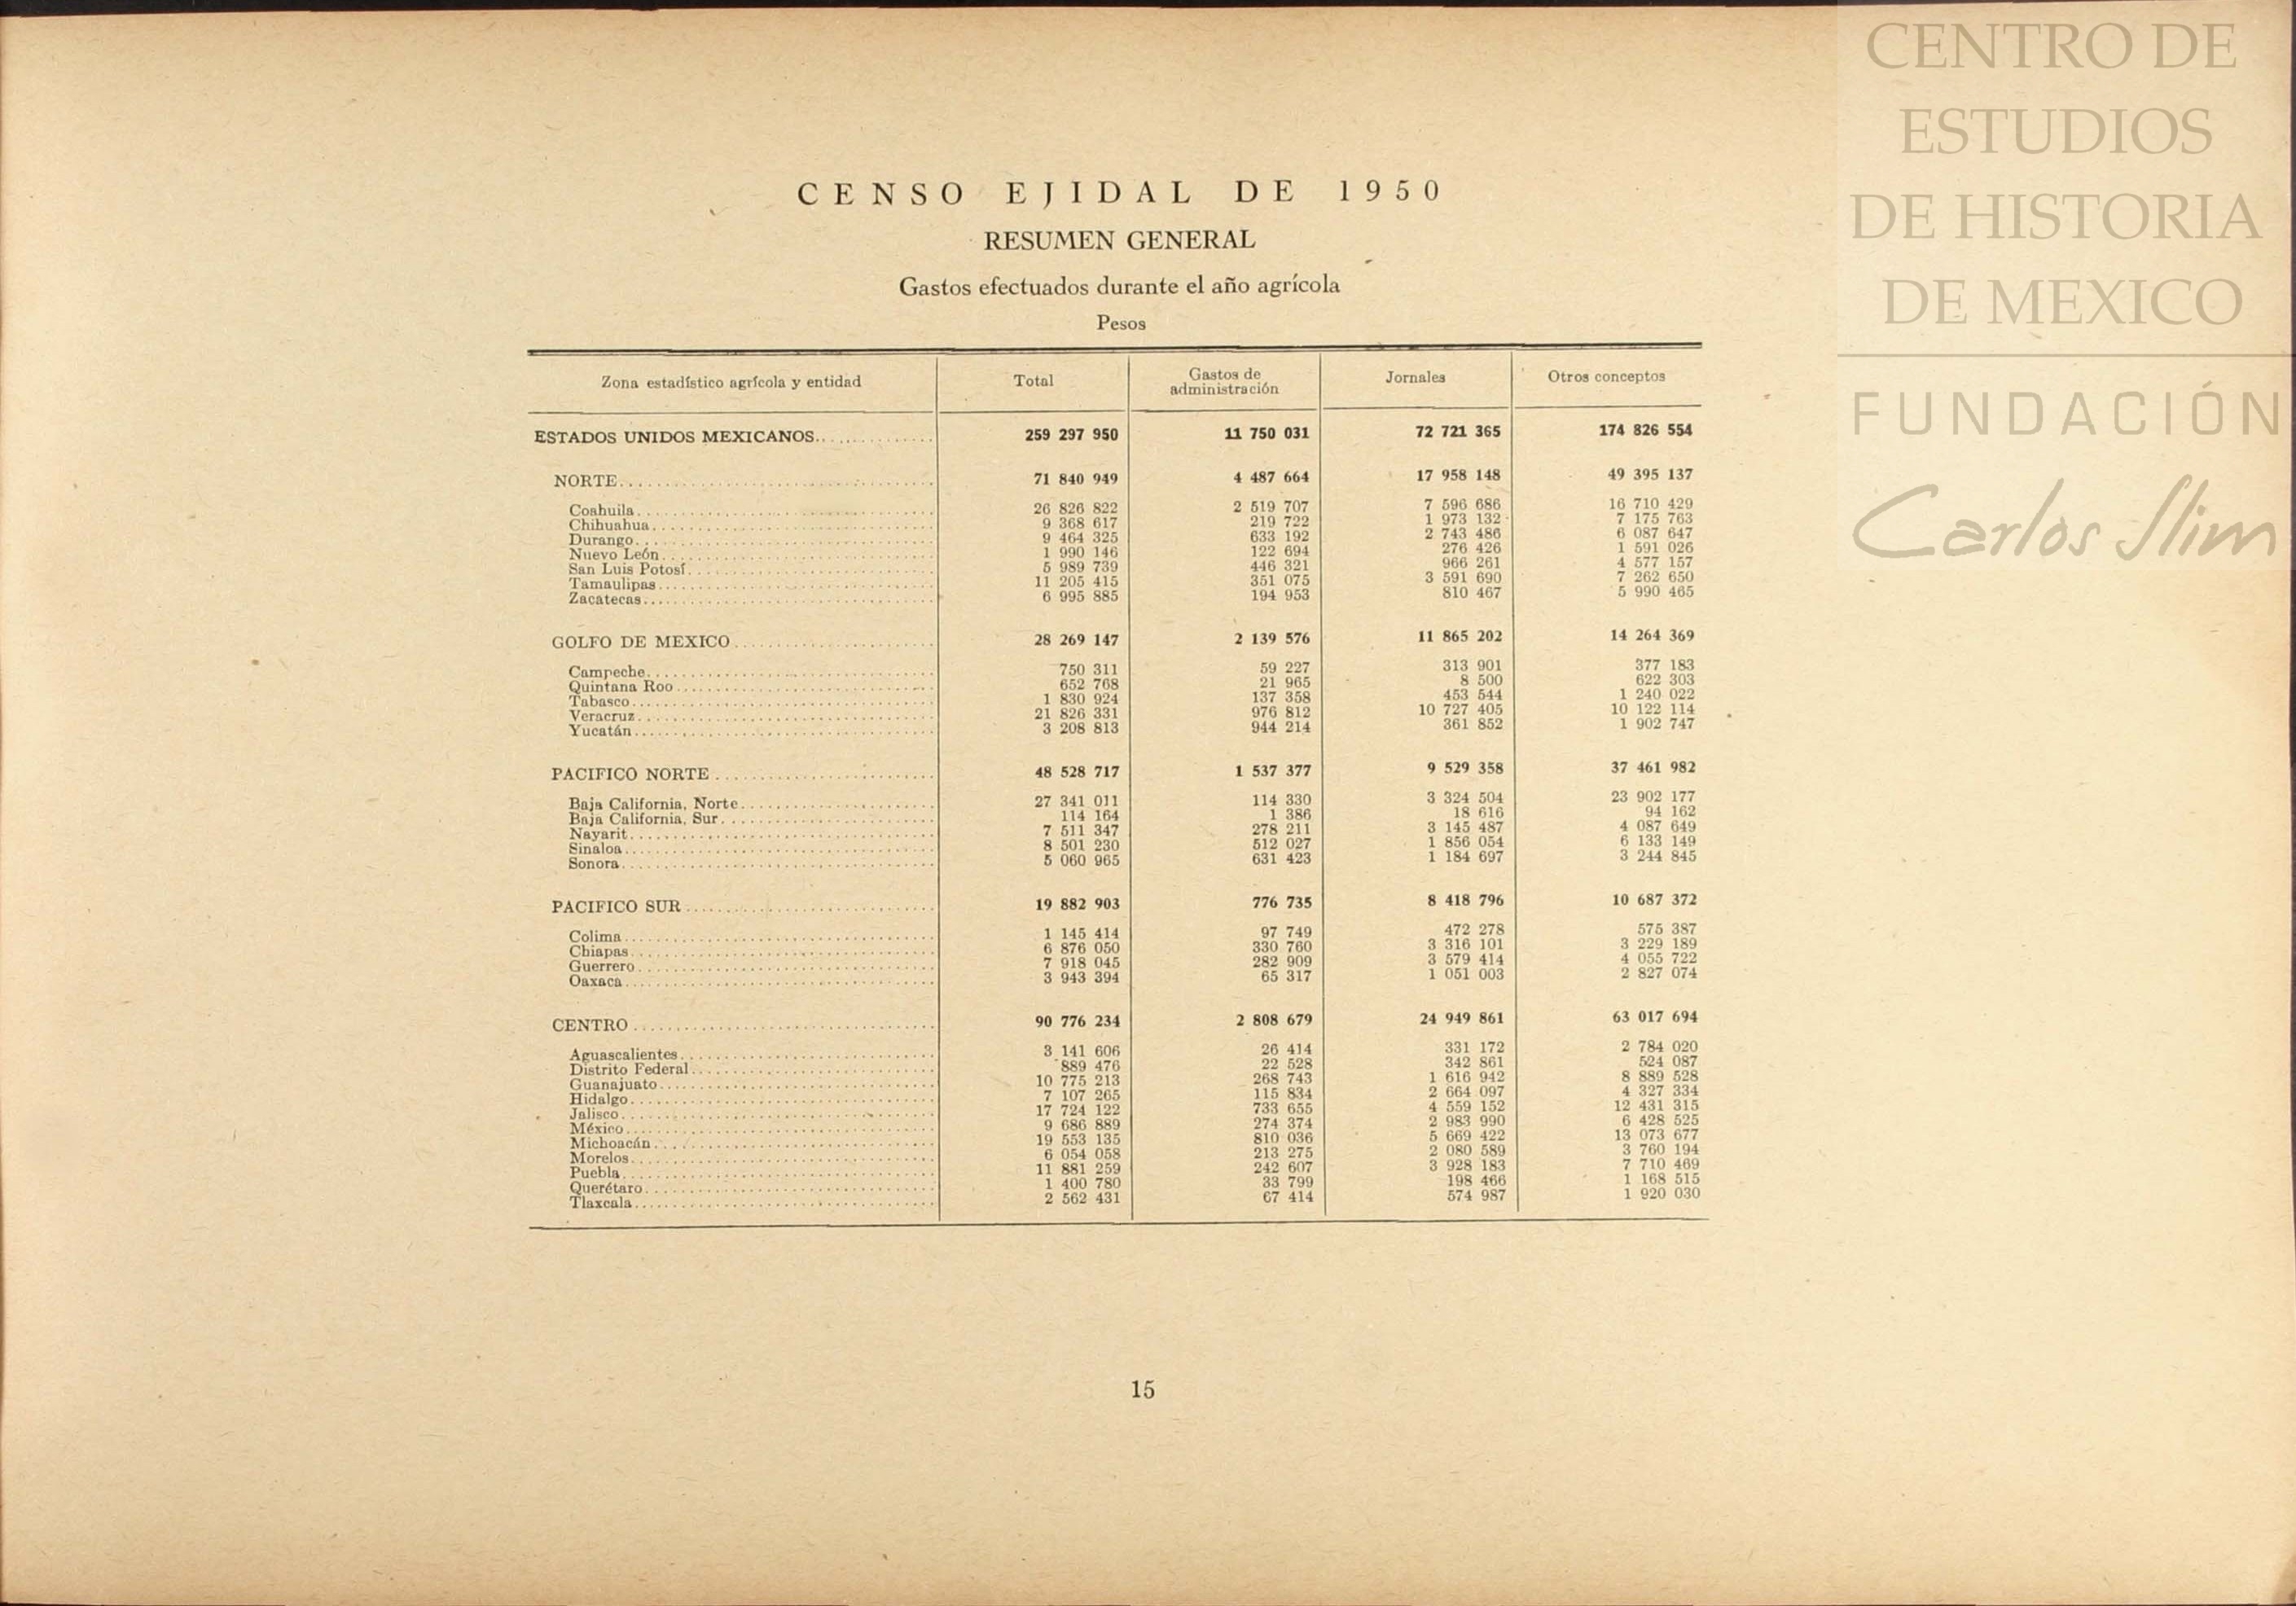 CENSO EJIDAL DE 1950
RESUMEN GENERAL
Gastos efectuados durante el año agrícola
Pesos
Zona estadístico agrícola y entidad Total Gastos de administración Jornales Otros conceptos
ESTADOS UNIDOS MEXICANOS 259 297 950 11 750 031 72 721 365 174 826 554
NORTE 71 840 949 4 487 664 17 958 148 49 395 137
Coahuila 26 826 822 2 519 707 7 596 686 16 710 429
Chihuahua 9 368 617 219 722 1 973 132 7 175 763
Durango 9 464 325 633 192 2 743 486 6 087 647
Nuevo León 1 990 146 122 694 276 426 1 591 026
San Luis Potosí 5 989 739 446 321 966 261 4 577 157
Tamaulipas 11 205 415 351 075 3 591 690 7 262 650
Zacatecas 6 995 885 194 953 810 467 5 990 465
GOLFO DE MEXICO 28 269 147 2 139 576 11 865 202 14 264 369
Campeche 750 311 59 227 313 901 377 183
Quintana Roo 652 768 21 965 8 500 622 303
Tabasco 1 830 924 137 358 453 544 1 240 022
Veracruz 21 826 331 976 812 10 727 405 10 122 114
Yucatán 3 208 813 944 214 361 852 1 902 747
PACIFICO NORTE 48 528 717 1 537 377 9 529 358 37 461 982
Baja California, Norte 27 341 011 114 330 3 324 504 23 902 177
Baja California, Sur 114 164 1 386 18 616 94 162
Nayarit 7 511 347 278 211 3 145 487 4 087 649
Sinaloa 8 501 230 512 027 1 856 054 6 133 149
Sonora 5 060 965 631 423 1 184 697 3 244 845
PACIFICO SUR 19 882 903 776 735 8 418 796 10 687 372
Colima 1 145 414 97 749 472 278 575 387
Chiapas 6 876 050 330 760 3 316 101 3 229 189
Guerrero 7 918 045 282 909 3 579 414 4 055 722
Oaxaca 3 943 394 65 317 1 051 003 2 827 074
CENTRO 90 776 234 2 808 679 24 949 861 63 017 694
Aguascalientes 3 141 606 26 414 331 172 2 784 020
Distrito Federal 889 476 22 528 342 861 524 087
Guanajuato 10 775 213 268 743 1 616 942 8 889 528
Hidalgo 7 107 265 115 834 2 664 097 4 327 334
Jalisco 17 724 122 733 655 4 559 152 12 431 315
México 9 686 889 274 374 2 983 990 6 428 525
Michoacán 19 553 135 810 036 5 669 422 13 073 677
Morelos 6 054 058 213 275 2 080 589 3 760 194
Puebla 11 881 259 242 607 3 928 183 7 710 469
Querétaro 1 400 780 33 799 198 466 1 168 515
Tlaxcala 2 562 431 67 414 574 987 1 920 030
15
CENTRO DE
ESTUDIOS
DE HISTORIA
DE MEXICO
FUNDACIÓN
Carlos Slim